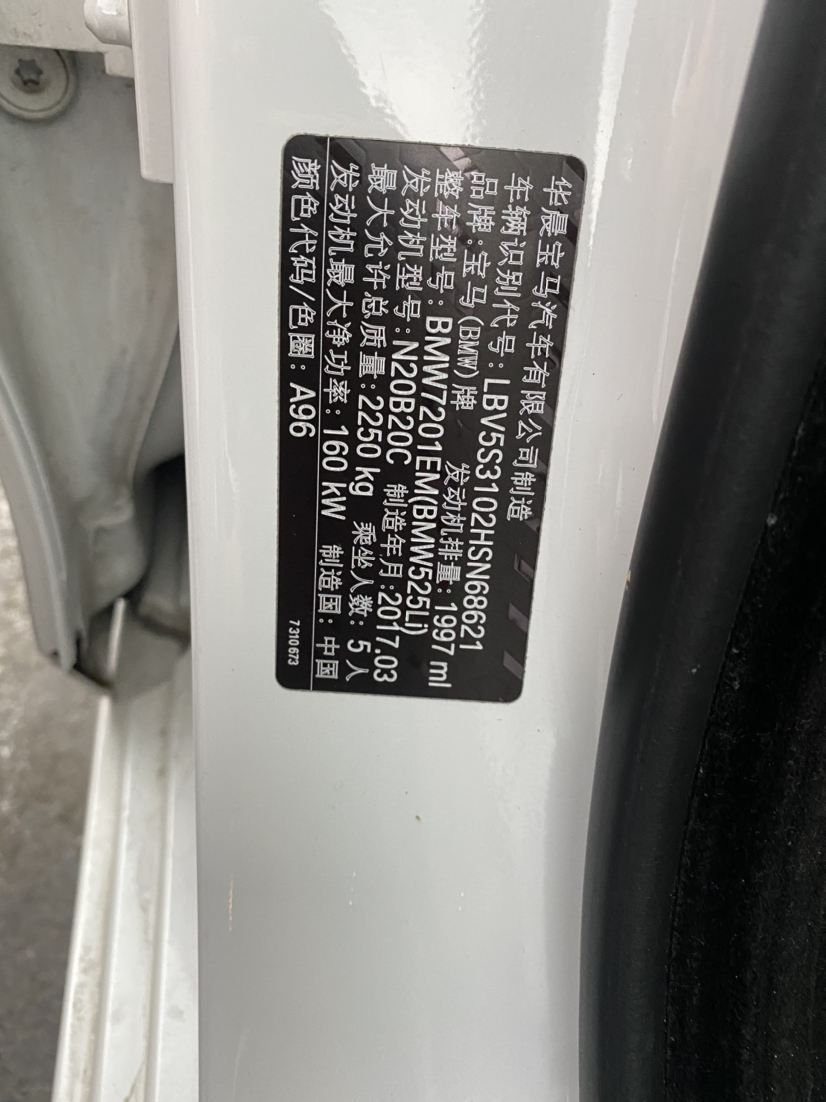 华晨宝马汽车有限公司制造
车辆识别代号：LBV5S3102HSN68621
品牌：宝马(BMW)牌 发动机排量：1997 ml
整车型号：BMW7201EM(BMW525Li)
发动机型号：N20B20C 制造年月：2017.03
最大允许总质量：2250 kg 乘坐人数：5人
发动机最大净功率：160 kW 制造国：中国
颜色代码/色圈：A96
7310673